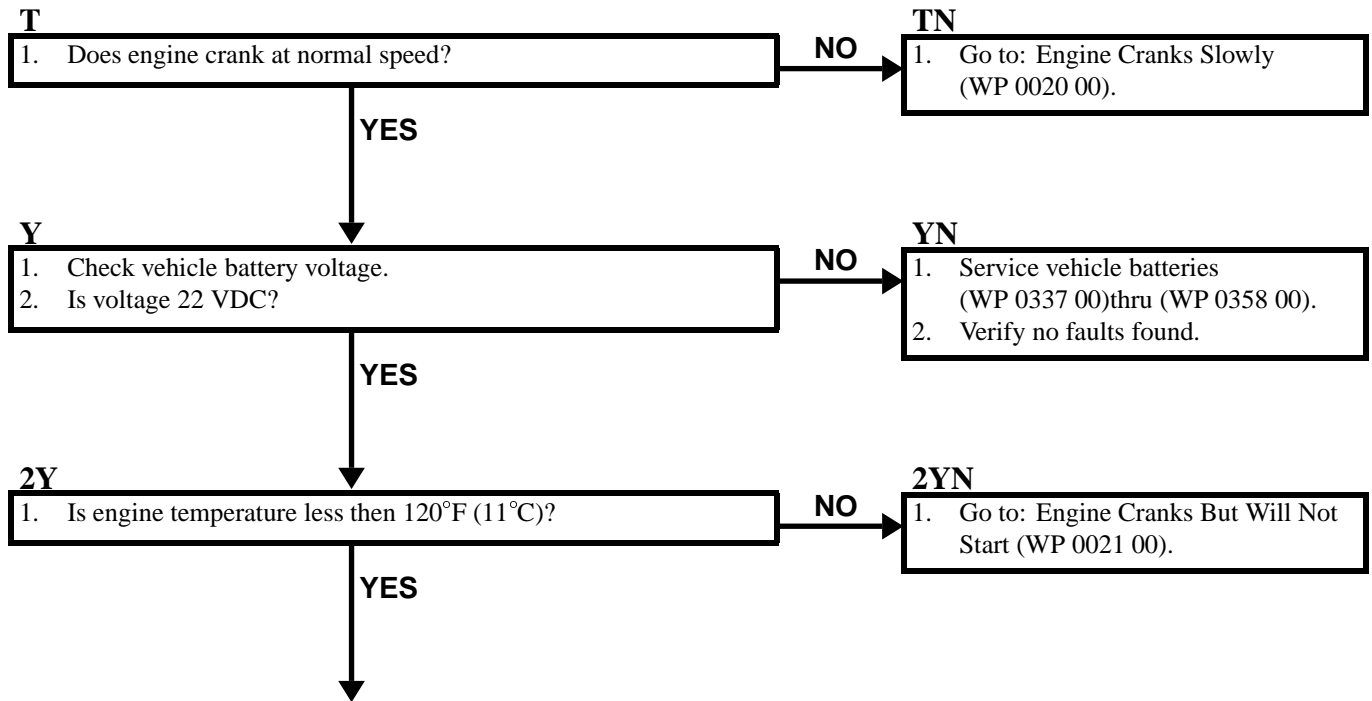 T
1. Does engine crank at normal speed?
NO
TN
1. Go to: Engine Cranks Slowly
(WP 0020 00).
YES
Y
1. Check vehicle battery voltage.
2. Is voltage 22 VDC?
NO
YN
1. Service vehicle batteries
(WP 0337 00)thru (WP 0358 00).
2. Verify no faults found.
YES
2Y
1. Is engine temperature less then 120°F (11°C)?
NO
2YN
1. Go to: Engine Cranks But Will Not
Start (WP 0021 00).
YES